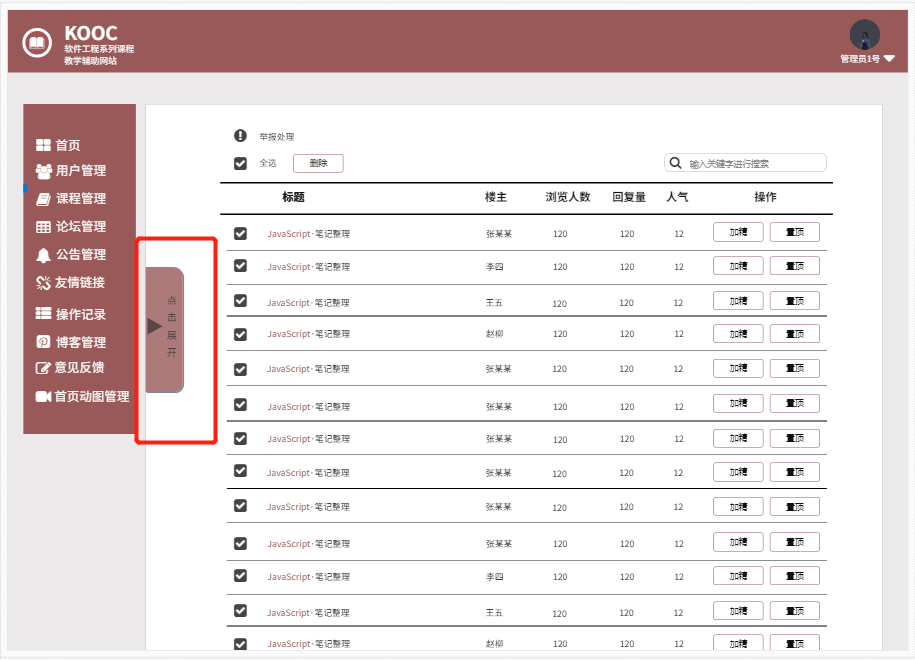 KOOC
软件工程系列课程
教学辅助网站
管理员1号
首页
用户管理
课程管理
论坛管理
公告管理
友情链接
操作记录
博客管理
意见反馈
首页动图管理
点
击
展
开
举报处理
全选 删除 输入关键字进行搜索
标题 楼主 浏览人数 回复量 人气 操作
JavaScript·笔记整理 张某某 120 120 12 加精 置顶
JavaScript·笔记整理 李四 120 120 12 加精 置顶
JavaScript·笔记整理 王五 120 120 12 加精 置顶
JavaScript·笔记整理 赵柳 120 120 12 加精 置顶
JavaScript·笔记整理 张某某 120 120 12 加精 置顶
JavaScript·笔记整理 张某某 120 120 12 加精 置顶
JavaScript·笔记整理 张某某 120 120 12 加精 置顶
JavaScript·笔记整理 张某某 120 120 12 加精 置顶
JavaScript·笔记整理 张某某 120 120 12 加精 置顶
JavaScript·笔记整理 张某某 120 120 12 加精 置顶
JavaScript·笔记整理 李四 120 120 12 加精 置顶
JavaScript·笔记整理 王五 120 120 12 加精 置顶
JavaScript·笔记整理 赵柳 120 120 12 加精 置顶